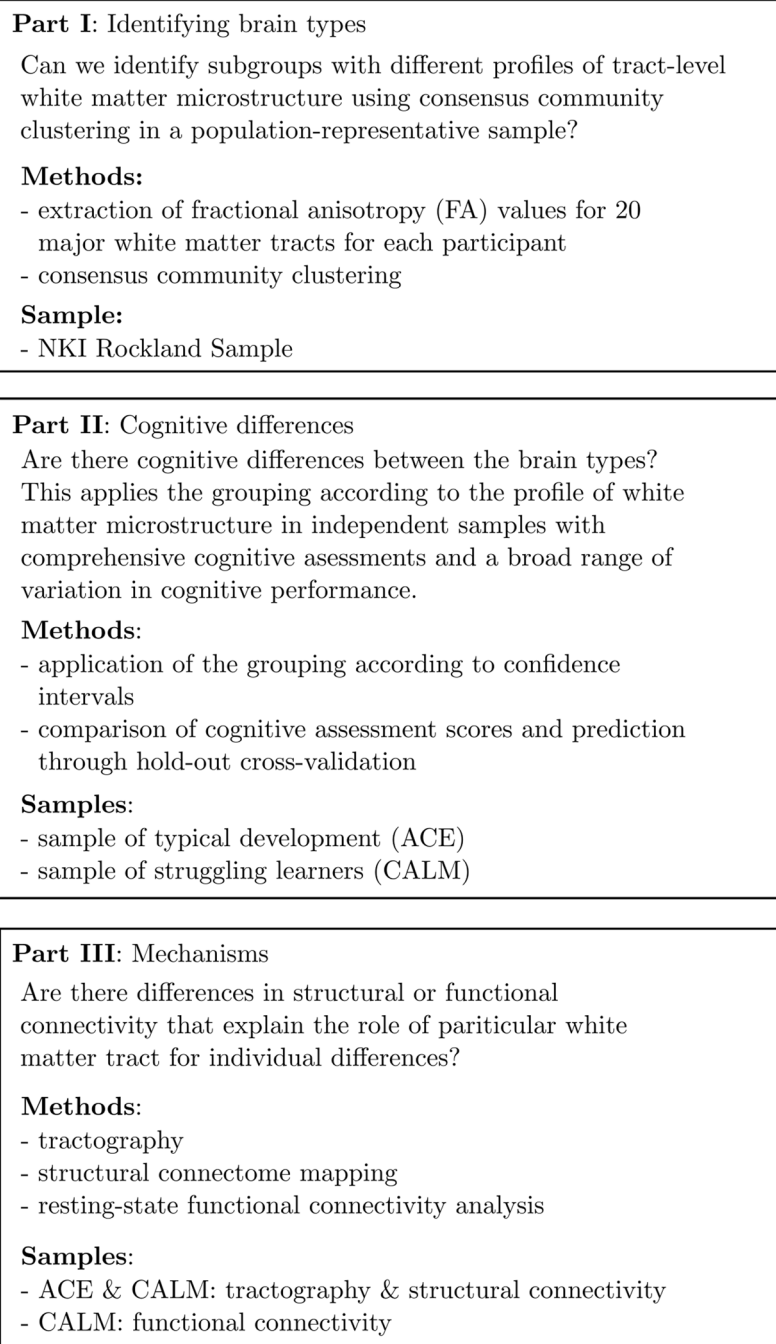 Part I: Identifying brain types
Can we identify subgroups with different profiles of tract-level
white matter microstructure using consensus community
clustering in a population-representative sample?
Methods:
- extraction of fractional anisotropy (FA) values for 20
major white matter tracts for each participant
- consensus community clustering
Sample:
- NKI Rockland Sample
Part II: Cognitive differences
Are there cognitive differences between the brain types?
This applies the grouping according to the profile of white
matter microstructure in independent samples with
comprehensive cognitive asessments and a broad range of
variation in cognitive performance.
Methods:
- application of the grouping according to confidence
intervals
- comparison of cognitive assessment scores and prediction
through hold-out cross-validation
Samples:
- sample of typical development (ACE)
- sample of struggling learners (CALM)
Part III: Mechanisms
Are there differences in structural or functional
connectivity that explain the role of pariticular white
matter tract for individual differences?
Methods:
- tractography
- structural connectome mapping
- resting-state functional connectivity analysis
Samples:
- ACE & CALM: tractography & structural connectivity
- CALM: functional connectivity